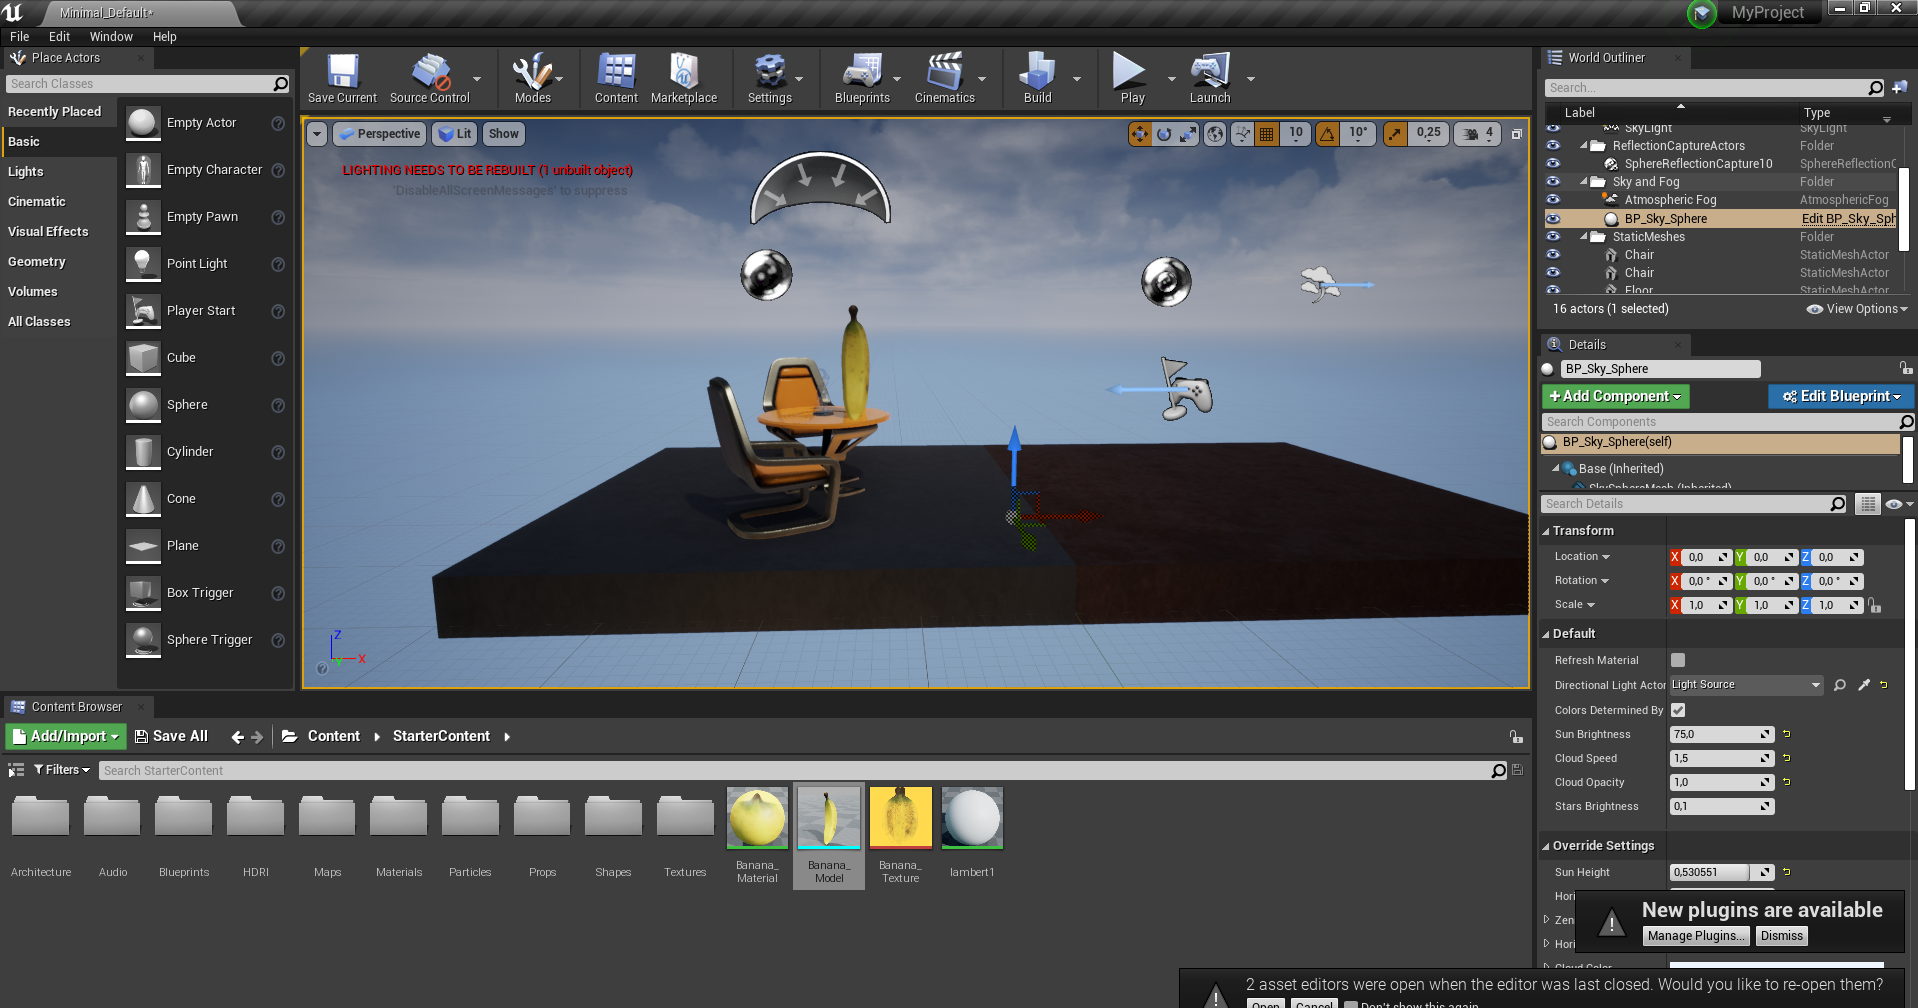 Minimal_Default*
MyProject
File Edit Window Help
Place Actors
Search Classes
Recently Placed
Basic
Lights
Cinematic
Visual Effects
Geometry
Volumes
All Classes
Empty Actor
Empty Character
Empty Pawn
Point Light
Player Start
Cube
Sphere
Cylinder
Cone
Plane
Box Trigger
Sphere Trigger
Save Current
Source Control
Modes
Content
Marketplace
Settings
Blueprints
Cinematics
Build
Play
Launch
Perspective
Lit
Show
10
10°
0,25
4
LIGHTING NEEDS TO BE REBUILT (1 unbuilt object)
'DisableAllScreenMessages' to suppress
Z
X
World Outliner
Search...
Label Type
SkyLight SkyLight
ReflectionCaptureActors Folder
SphereReflectionCapture10 SphereReflectionC
Sky and Fog Folder
Atmospheric Fog AtmosphericFog
BP_Sky_Sphere Edit BP_Sky_Sph
StaticMeshes Folder
Chair StaticMeshActor
Chair StaticMeshActor
Floor StaticMeshActor
16 actors (1 selected) View Options
Details
BP_Sky_Sphere
+Add Component Edit Blueprint
Search Components
BP_Sky_Sphere(self)
Base (Inherited)
SkySphereMesh (Inherited)
Search Details
Transform
Location X 0,0 Y 0,0 Z 0,0
Rotation X 0,0 ° Y 0,0 ° Z 0,0 °
Scale X 1,0 Y 1,0 Z 1,0
Default
Refresh Material
Directional Light Actor Light Source
Colors Determined By
Sun Brightness 75,0
Cloud Speed 1,5
Cloud Opacity 1,0
Stars Brightness 0,1
Override Settings
Sun Height 0,530551
Hori
Zen
Hori
Cloud Color
New plugins are available
Manage Plugins... Dismiss
2 asset editors were open when the editor was last closed. Would you like to re-open them?
Open Cancel Don't show this again
Content Browser
Add/Import Save All Content StarterContent
Filters Search StarterContent
Architecture
Audio
Blueprints
HDRI
Maps
Materials
Particles
Props
Shapes
Textures
Banana_
Material
Banana_
Model
Banana_
Texture
lambert1